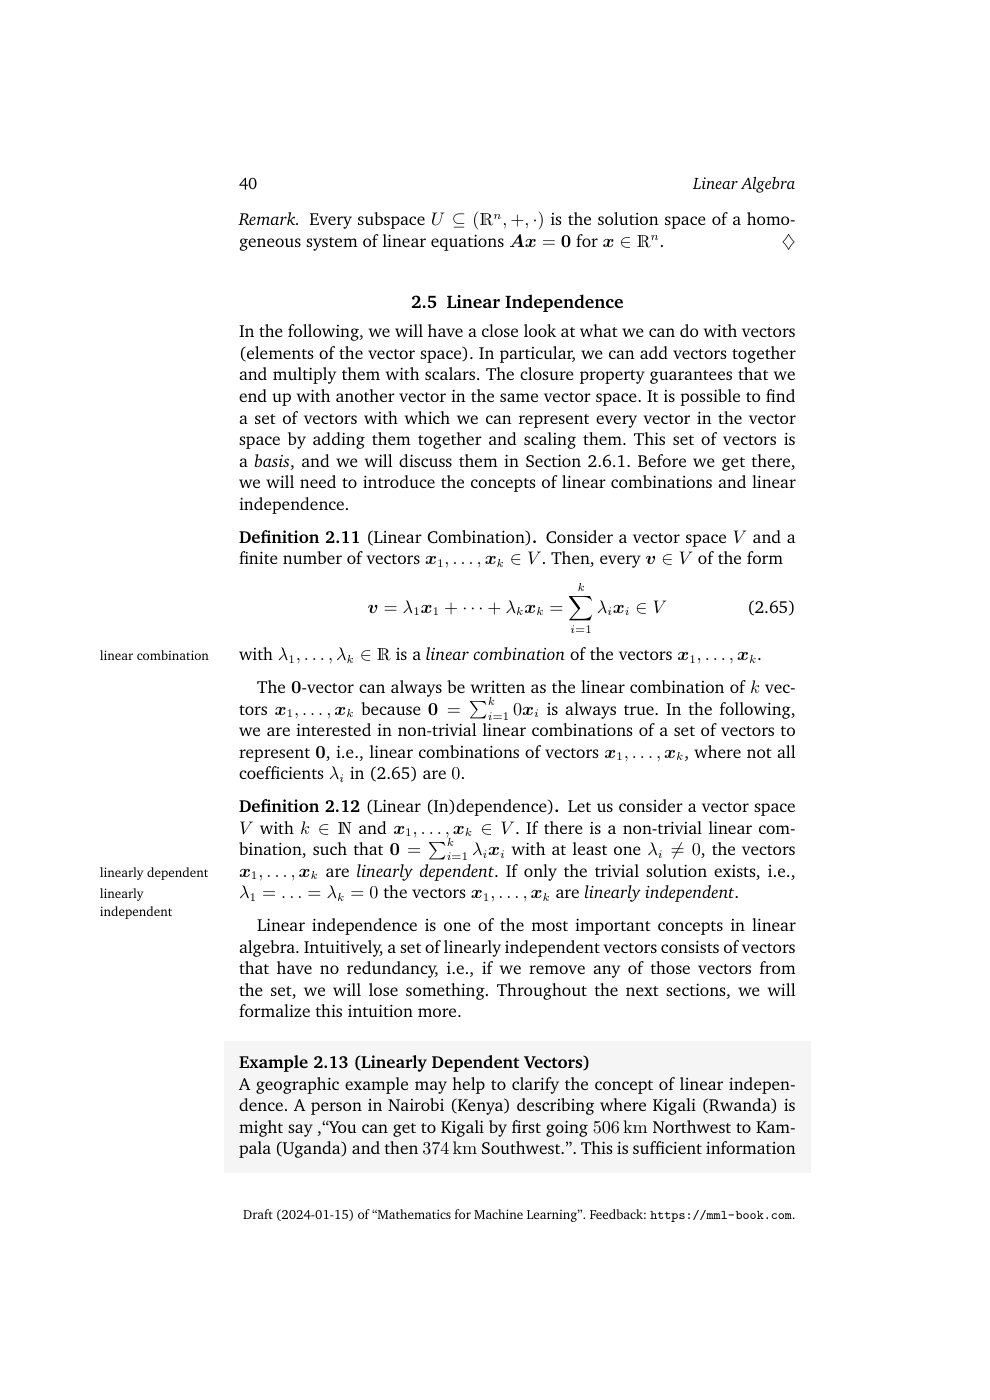 40 Linear Algebra
Remark. Every subspace U ⊆ (ℝⁿ, +, ·) is the solution space of a homo-
geneous system of linear equations Ax = 0 for x ∈ ℝⁿ. ♢
2.5 Linear Independence
In the following, we will have a close look at what we can do with vectors
(elements of the vector space). In particular, we can add vectors together
and multiply them with scalars. The closure property guarantees that we
end up with another vector in the same vector space. It is possible to find
a set of vectors with which we can represent every vector in the vector
space by adding them together and scaling them. This set of vectors is
a basis, and we will discuss them in Section 2.6.1. Before we get there,
we will need to introduce the concepts of linear combinations and linear
independence.
Definition 2.11 (Linear Combination). Consider a vector space V and a
finite number of vectors x₁, . . . , xₖ ∈ V. Then, every v ∈ V of the form
v = λ₁x₁ + · · · + λₖxₖ = ∑ᵢ₌₁ᵏ λᵢxᵢ ∈ V (2.65)
linear combination with λ₁, . . . , λₖ ∈ ℝ is a linear combination of the vectors x₁, . . . , xₖ.
The 0-vector can always be written as the linear combination of k vec-
tors x₁, . . . , xₖ because 0 = ∑ᵢ₌₁ᵏ 0xᵢ is always true. In the following,
we are interested in non-trivial linear combinations of a set of vectors to
represent 0, i.e., linear combinations of vectors x₁, . . . , xₖ, where not all
coefficients λᵢ in (2.65) are 0.
Definition 2.12 (Linear (In)dependence). Let us consider a vector space
V with k ∈ ℕ and x₁, . . . , xₖ ∈ V. If there is a non-trivial linear com-
bination, such that 0 = ∑ᵢ₌₁ᵏ λᵢxᵢ with at least one λᵢ ≠ 0, the vectors
linearly dependent x₁, . . . , xₖ are linearly dependent. If only the trivial solution exists, i.e.,
linearly λ₁ = . . . = λₖ = 0 the vectors x₁, . . . , xₖ are linearly independent.
independent
Linear independence is one of the most important concepts in linear
algebra. Intuitively, a set of linearly independent vectors consists of vectors
that have no redundancy, i.e., if we remove any of those vectors from
the set, we will lose something. Throughout the next sections, we will
formalize this intuition more.
Example 2.13 (Linearly Dependent Vectors)
A geographic example may help to clarify the concept of linear indepen-
dence. A person in Nairobi (Kenya) describing where Kigali (Rwanda) is
might say ,“You can get to Kigali by first going 506 km Northwest to Kam-
pala (Uganda) and then 374 km Southwest.”. This is sufficient information
Draft (2024-01-15) of “Mathematics for Machine Learning”. Feedback: https://mml-book.com.